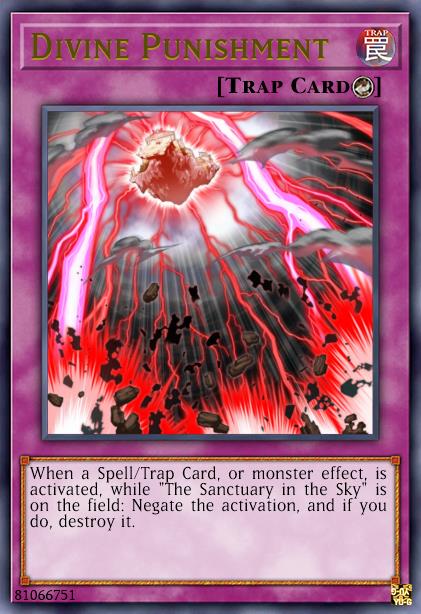 DIVINE PUNISHMENT
TRAP
罠
[TRAP CARD]
When a Spell/Trap Card, or monster effect, is
activated, while "The Sanctuary in the Sky" is
on the field: Negate the activation, and if you
do, destroy it.
81066751